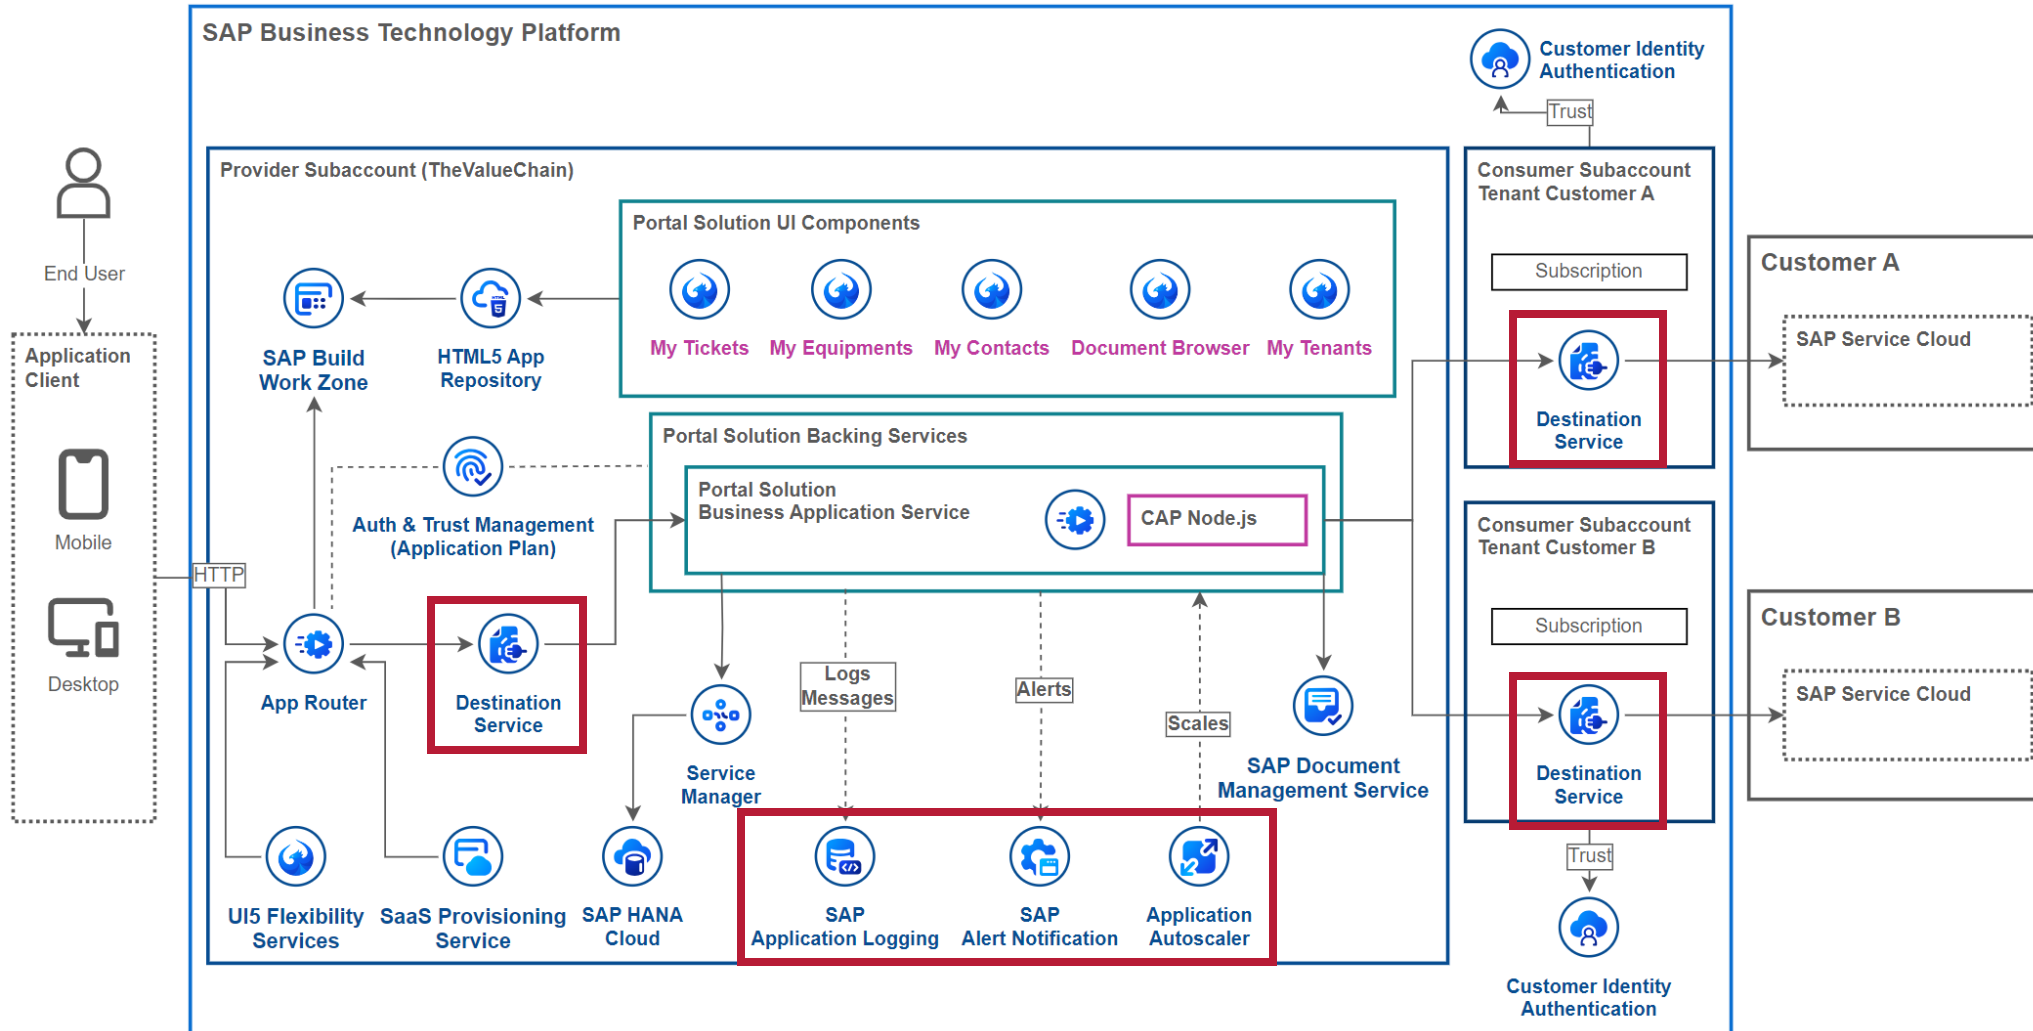 SAP Business Technology Platform
Customer Identity
Authentication
Trust
Provider Subaccount (TheValueChain)
Consumer Subaccount
Tenant Customer A
Portal Solution UI Components
End User
Subscription
Customer A
SAP Service Cloud
My Tickets
My Equipments
My Contacts
Document Browser
My Tenants
SAP Build
Work Zone
HTML5 App
Repository
HTML
5
Application
Client
Destination
Service
Portal Solution Backing Services
Portal Solution
Business Application Service
CAP Node.js
Auth & Trust Management
(Application Plan)
Consumer Subaccount
Tenant Customer B
Mobile
HTTP
Subscription
Customer B
SAP Service Cloud
Desktop
App Router
Destination
Service
Logs
Messages
Alerts
Scales
Service
Manager
SAP Document
Management Service
Destination
Service
Trust
UI5 Flexibility
Services
SaaS Provisioning
Service
SAP HANA
Cloud
SAP
Application Logging
SAP
Alert Notification
Application
Autoscaler
Customer Identity
Authentication